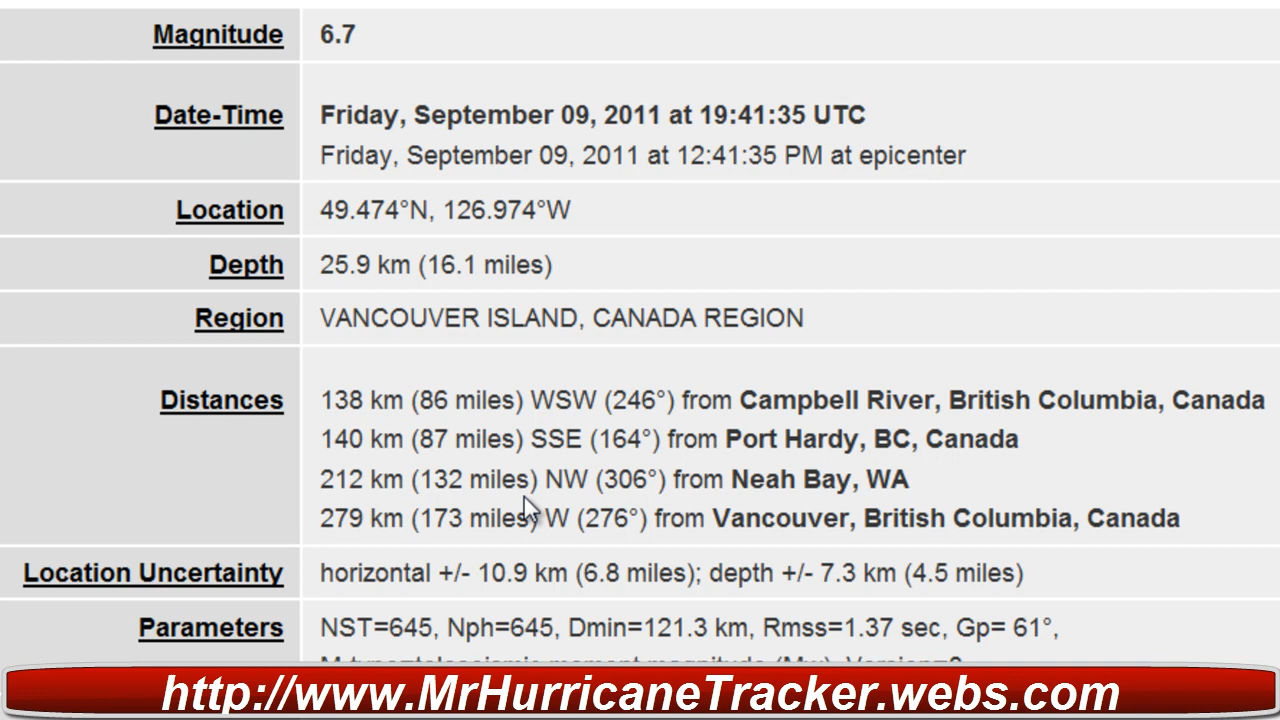 Magnitude 6.7
Date-Time Friday, September 09, 2011 at 19:41:35 UTC
Friday, September 09, 2011 at 12:41:35 PM at epicenter
Location 49.474°N, 126.974°W
Depth 25.9 km (16.1 miles)
Region VANCOUVER ISLAND, CANADA REGION
Distances 138 km (86 miles) WSW (246°) from Campbell River, British Columbia, Canada
140 km (87 miles) SSE (164°) from Port Hardy, BC, Canada
212 km (132 miles) NW (306°) from Neah Bay, WA
279 km (173 miles) W (276°) from Vancouver, British Columbia, Canada
Location Uncertainty horizontal +/- 10.9 km (6.8 miles); depth +/- 7.3 km (4.5 miles)
Parameters NST=645, Nph=645, Dmin=121.3 km, Rmss=1.37 sec, Gp= 61°,
http://www.MrHurricaneTracker.webs.com